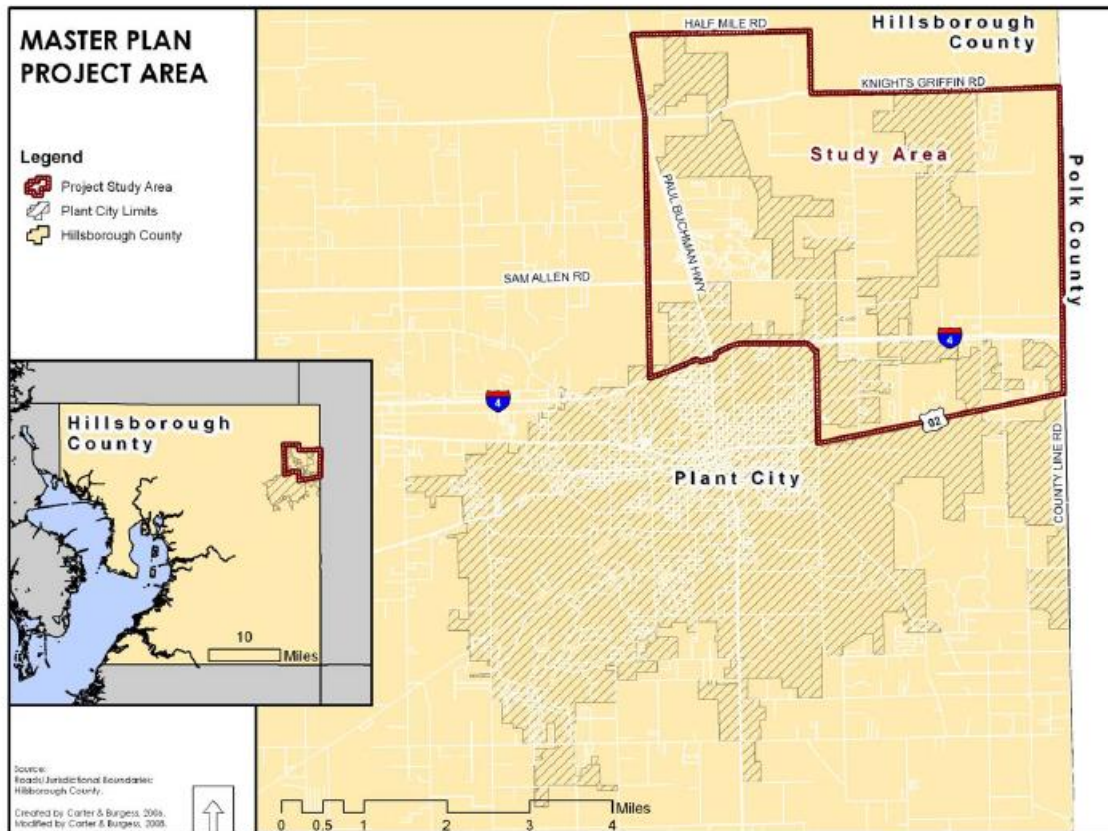 MASTER PLAN
PROJECT AREA
Legend
Project Study Area
Plant City Limits
Hillsborough County
HALF MILE RD
Hillsborough
County
KNIGHTS GRIFFIN RD
Study Area
PAUL BUCHMAN HWY
Polk County
SAM ALLEN RD
4
4
92
Plant City
COUNTY LINE RD
Hillsborough
County
10
Miles
Source:
Roads/Jurisdictional Boundaries:
Hillsborough County.
Created by Carter & Burgess, 2006.
Modified by Carter & Burgess, 2008.
Miles
0 0.5 1 2 3 4